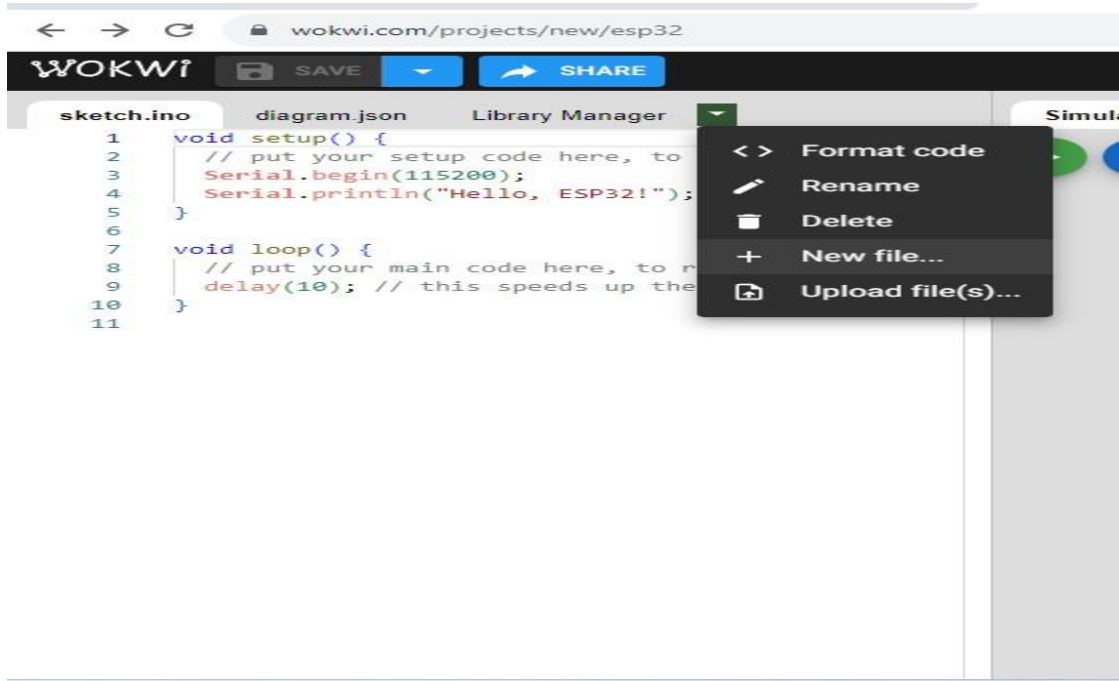 wokwi.com/projects/new/esp32
WOKWi SAVE SHARE
sketch.ino diagram.json Library Manager Simula
1 void setup() {
2 // put your setup code here, to
3 Serial.begin(115200);
4 Serial.println("Hello, ESP32!");
5 }
6
7 void loop() {
8 // put your main code here, to r
9 delay(10); // this speeds up the
10 }
11
< > Format code
Rename
Delete
+ New file...
Upload file(s)...